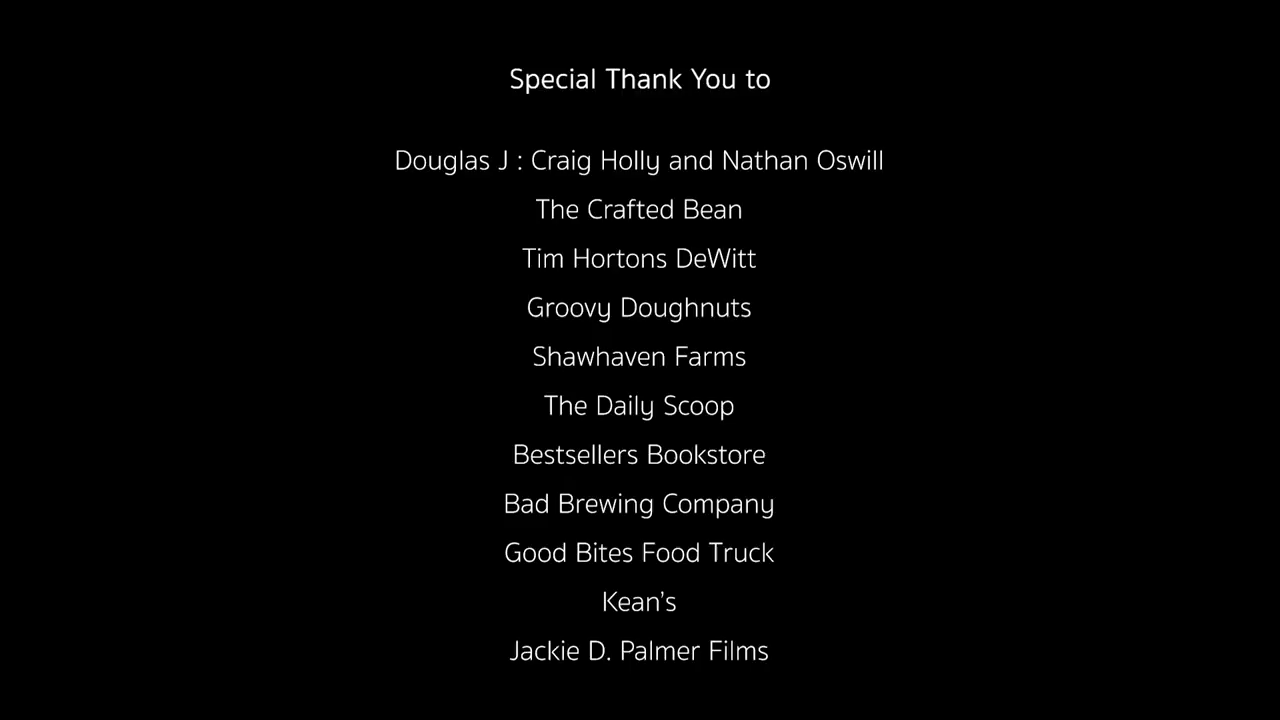 Special Thank You to
Douglas J : Craig Holly and Nathan Oswill
The Crafted Bean
Tim Hortons DeWitt
Groovy Doughnuts
Shawhaven Farms
The Daily Scoop
Bestsellers Bookstore
Bad Brewing Company
Good Bites Food Truck
Kean's
Jackie D. Palmer Films